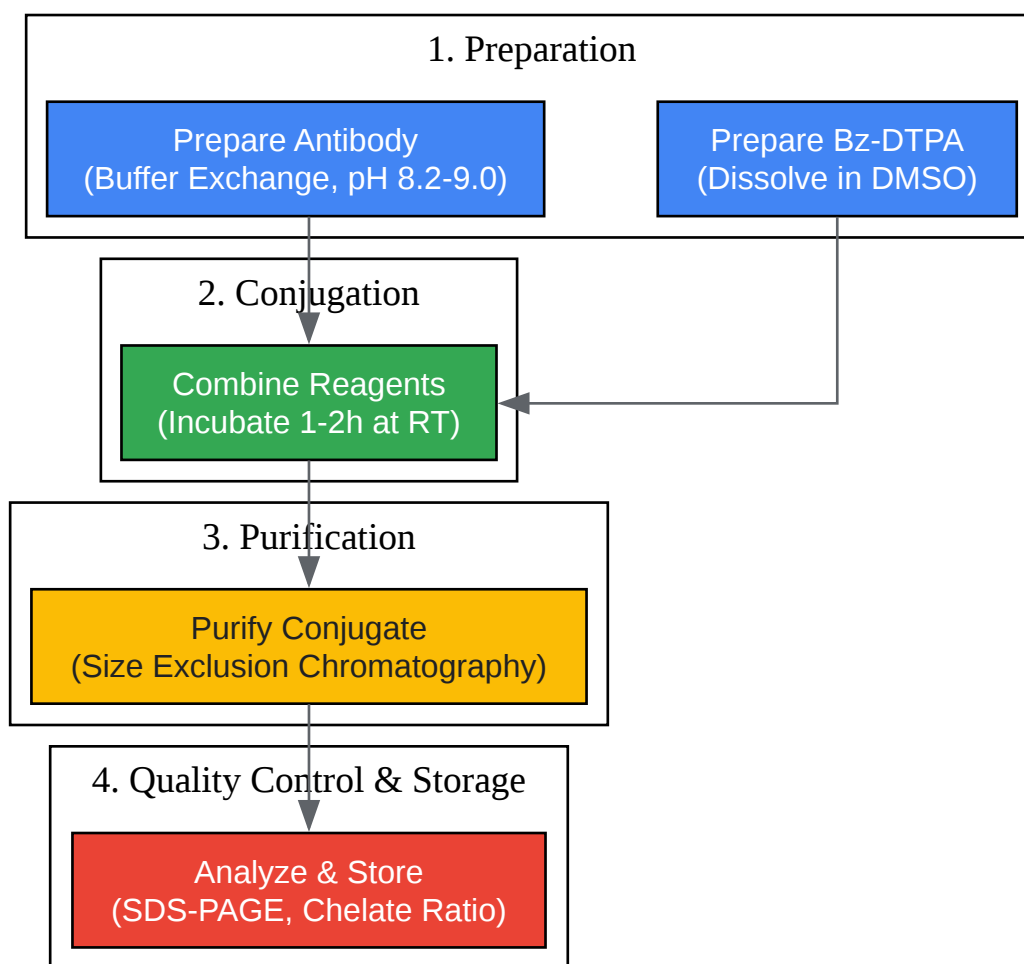 1. Preparation
Prepare Antibody
(Buffer Exchange, pH 8.2-9.0)
Prepare Bz-DTPA
(Dissolve in DMSO)
2. Conjugation
Combine Reagents
(Incubate 1-2h at RT)
3. Purification
Purify Conjugate
(Size Exclusion Chromatography)
4. Quality Control & Storage
Analyze & Store
(SDS-PAGE, Chelate Ratio)